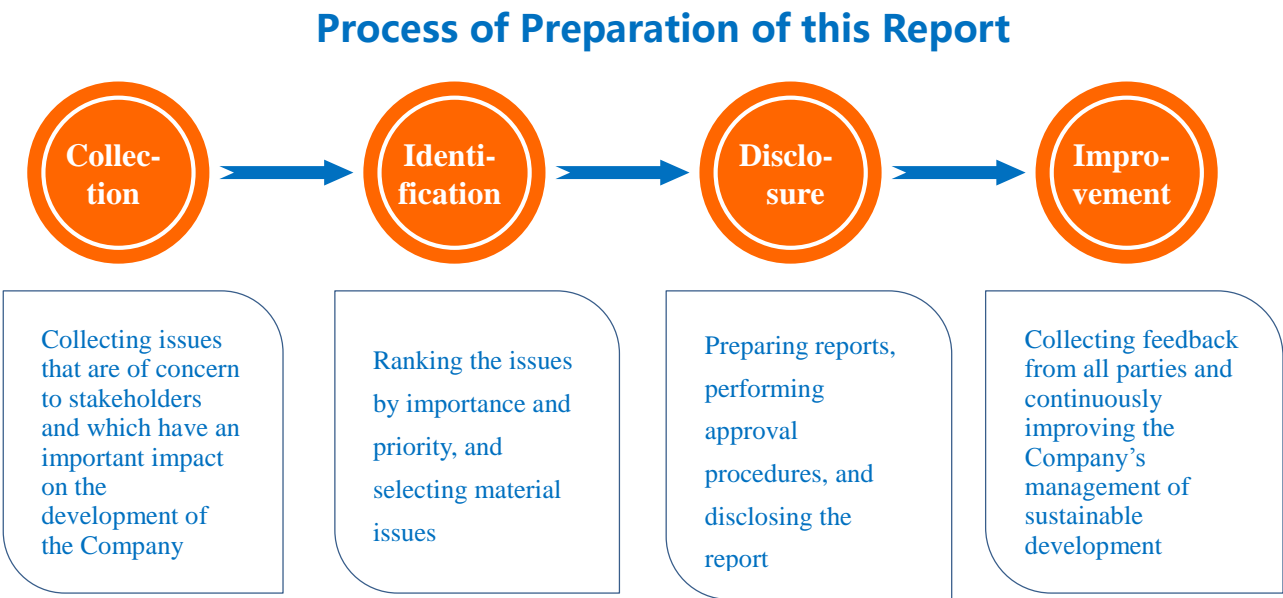 Process of Preparation of this Report
Collec-
tion
Identi-
fication
Disclo-
sure
Impro-
vement
Collecting issues
that are of concern
to stakeholders
and which have an
important impact
on the
development of
the Company
Ranking the issues
by importance and
priority, and
selecting material
issues
Preparing reports,
performing
approval
procedures, and
disclosing the
report
Collecting feedback
from all parties and
continuously
improving the
Company’s
management of
sustainable
development